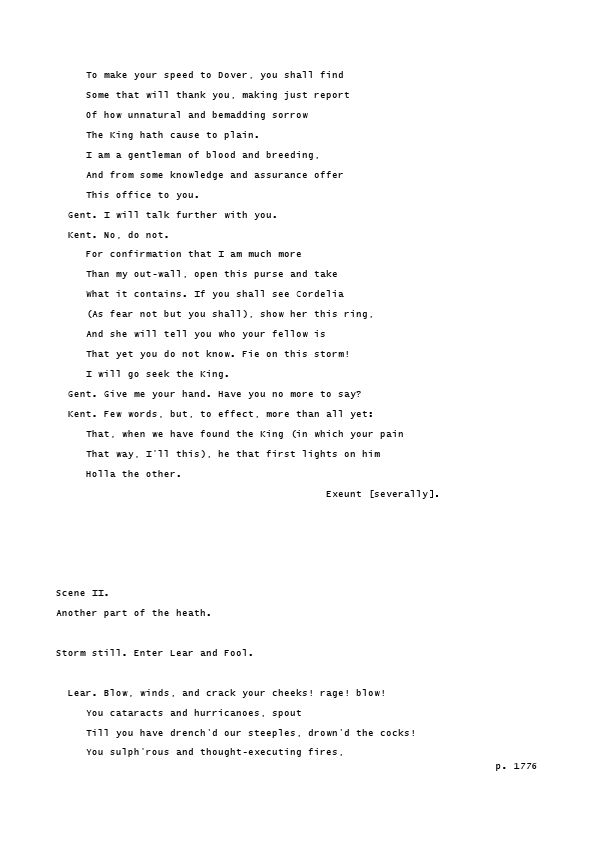 To make your speed to Dover, you shall find
Some that will thank you, making just report
Of how unnatural and bemadding sorrow
The King hath cause to plain.
I am a gentleman of blood and breeding,
And from some knowledge and assurance offer
This office to you.
Gent. I will talk further with you.
Kent. No, do not.
For confirmation that I am much more
Than my out-wall, open this purse and take
What it contains. If you shall see Cordelia
(As fear not but you shall), show her this ring,
And she will tell you who your fellow is
That yet you do not know. Fie on this storm!
I will go seek the King.
Gent. Give me your hand. Have you no more to say?
Kent. Few words, but, to effect, more than all yet:
That, when we have found the King (in which your pain
That way, I'll this), he that first lights on him
Holla the other.
Exeunt [severally].
Scene II.
Another part of the heath.
Storm still. Enter Lear and Fool.
Lear. Blow, winds, and crack your cheeks! rage! blow!
You cataracts and hurricanoes, spout
Till you have drench'd our steeples, drown'd the cocks!
You sulph'rous and thought-executing fires,
p. 1776